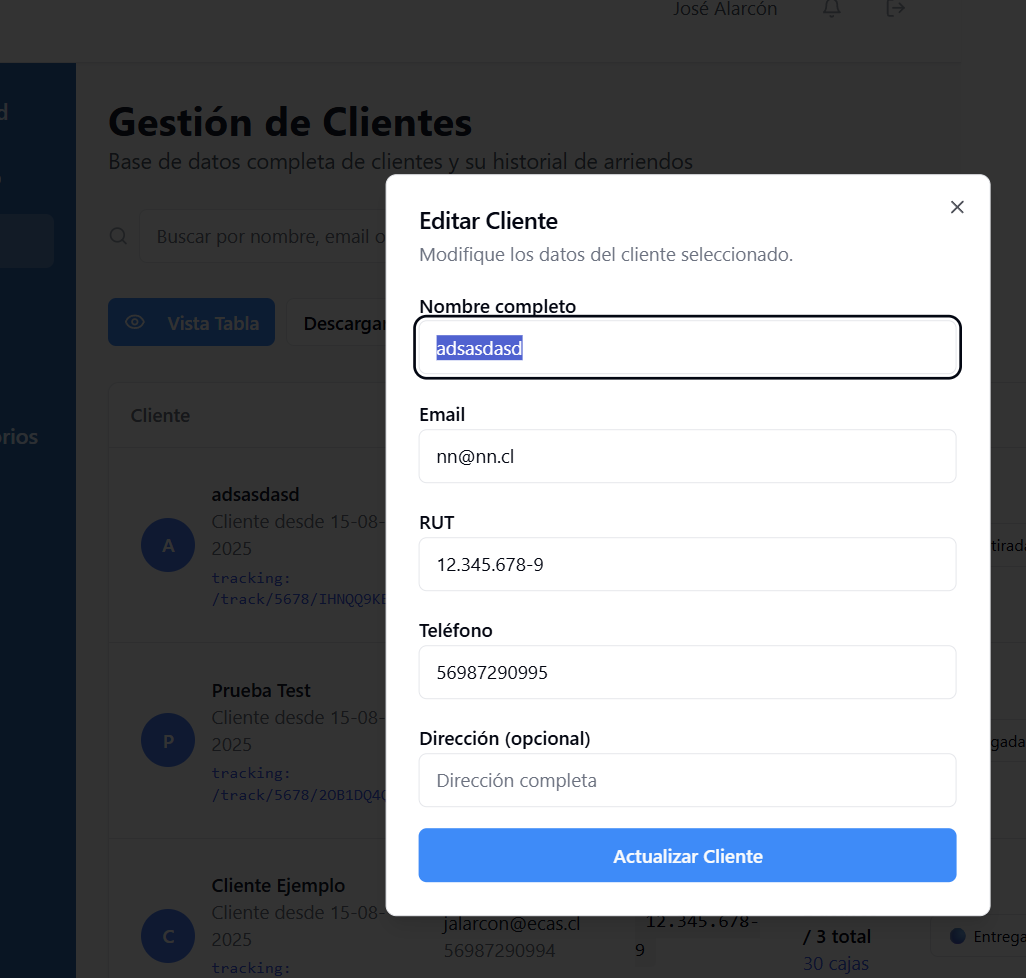 José Alarcón
d
Gestión de Clientes
Base de datos completa de clientes y su historial de arriendos
Buscar por nombre, email o
Vista Tabla
Descargar
orios
Cliente
A
adsasdasd
Cliente desde 15-08-
2025
tracking:
/track/5678/IHNQQ9KE
tirada
P
Prueba Test
Cliente desde 15-08-
2025
tracking:
/track/5678/2OB1DQ4
gada
C
Cliente Ejemplo
Cliente desde 15-08-
2025
tracking:
jalarcon@ecas.cl
56987290994
12.345.678-
9
/ 3 total
30 cajas
Entrega
Editar Cliente
Modifique los datos del cliente seleccionado.
Nombre completo
adsasdasd
Email
nn@nn.cl
RUT
12.345.678-9
Teléfono
56987290995
Dirección (opcional)
Dirección completa
Actualizar Cliente